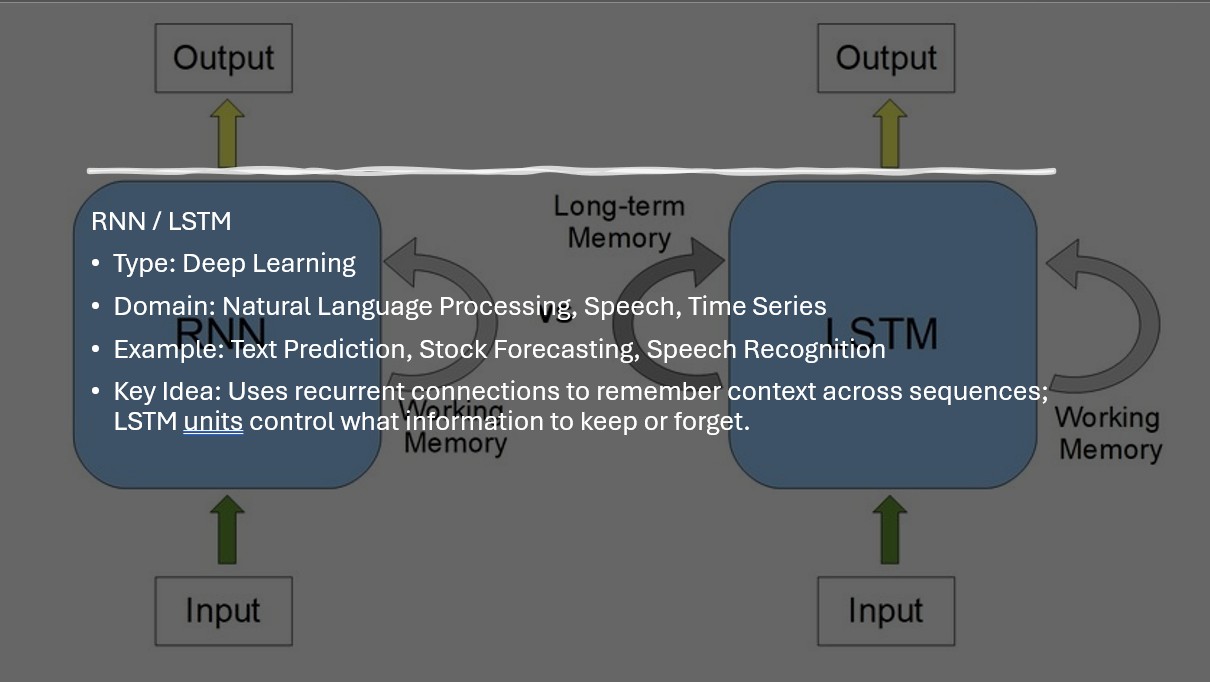 Output
Output
RNN / LSTM
• Type: Deep Learning
• Domain: Natural Language Processing, Speech, Time Series
• Example: Text Prediction, Stock Forecasting, Speech Recognition
• Key Idea: Uses recurrent connections to remember context across sequences;
LSTM units control what information to keep or forget.
RNN
Working
Memory
vs
Long-term
Memory
LSTM
Working
Memory
Input
Input